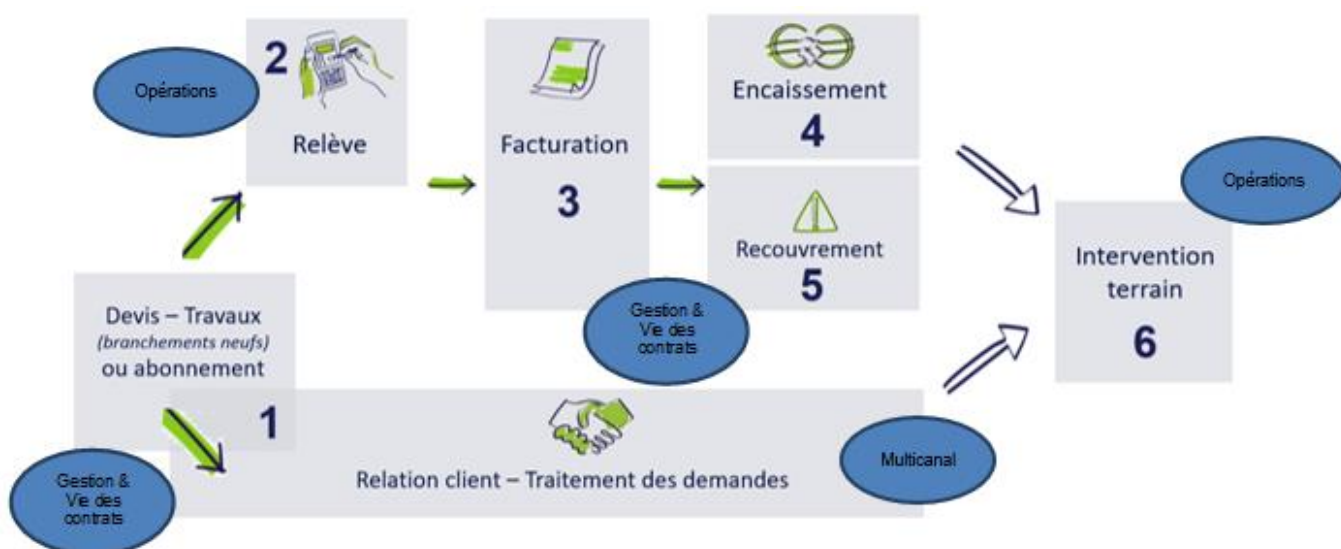 Opérations
2
Relève
Facturation
3
Encaissement
4
Recouvrement
5
Opérations
Intervention
terrain
6
Devis – Travaux
(branchements neufs)
ou abonnement
1
Gestion &
Vie des
contrats
Gestion &
Vie des
contrats
Relation client – Traitement des demandes
Multicanal